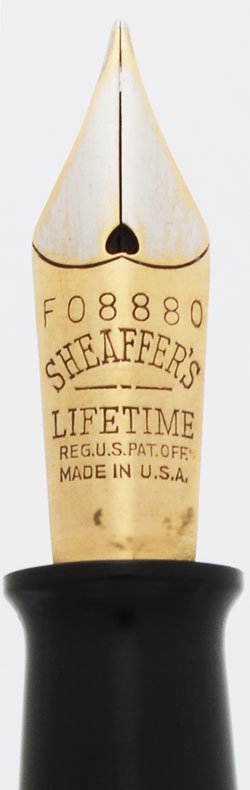 F08880
SHEAFFER'S
LIFETIME
REG.U.S.PAT.OFF.
MADE IN U.S.A.